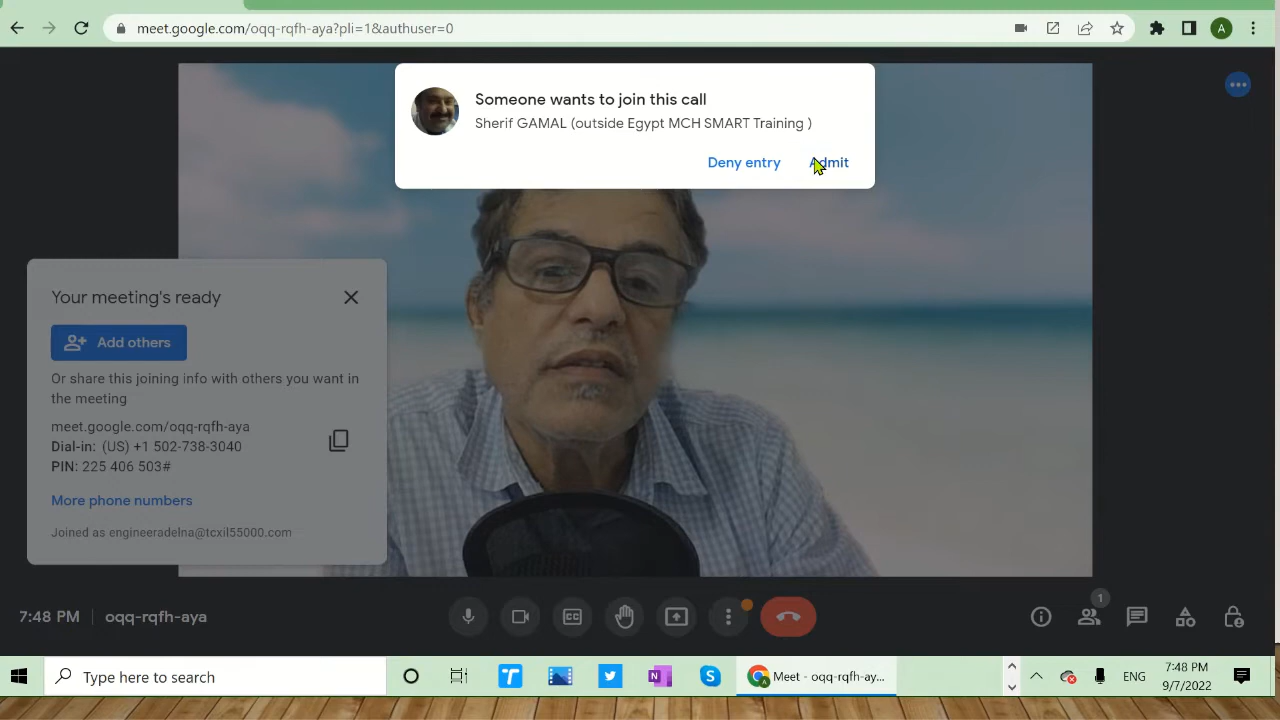 meet.google.com/oqq-rqfh-aya?pli=1&authuser=0
A
Someone wants to join this call
Sherif GAMAL (outside Egypt MCH SMART Training )
Deny entry
Admit
Your meeting's ready
Add others
Or share this joining info with others you want in
the meeting
meet.google.com/oqq-rqfh-aya
Dial-in: (US) +1 502-738-3040
PIN: 225 406 503#
More phone numbers
Joined as engineeradelna@tcxil55000.com
7:48 PM
oqq-rqfh-aya
CC
1
Type here to search
T
N
S
A
Meet - oqq-rqfh-ay...
ENG
7:48 PM
9/7/2022